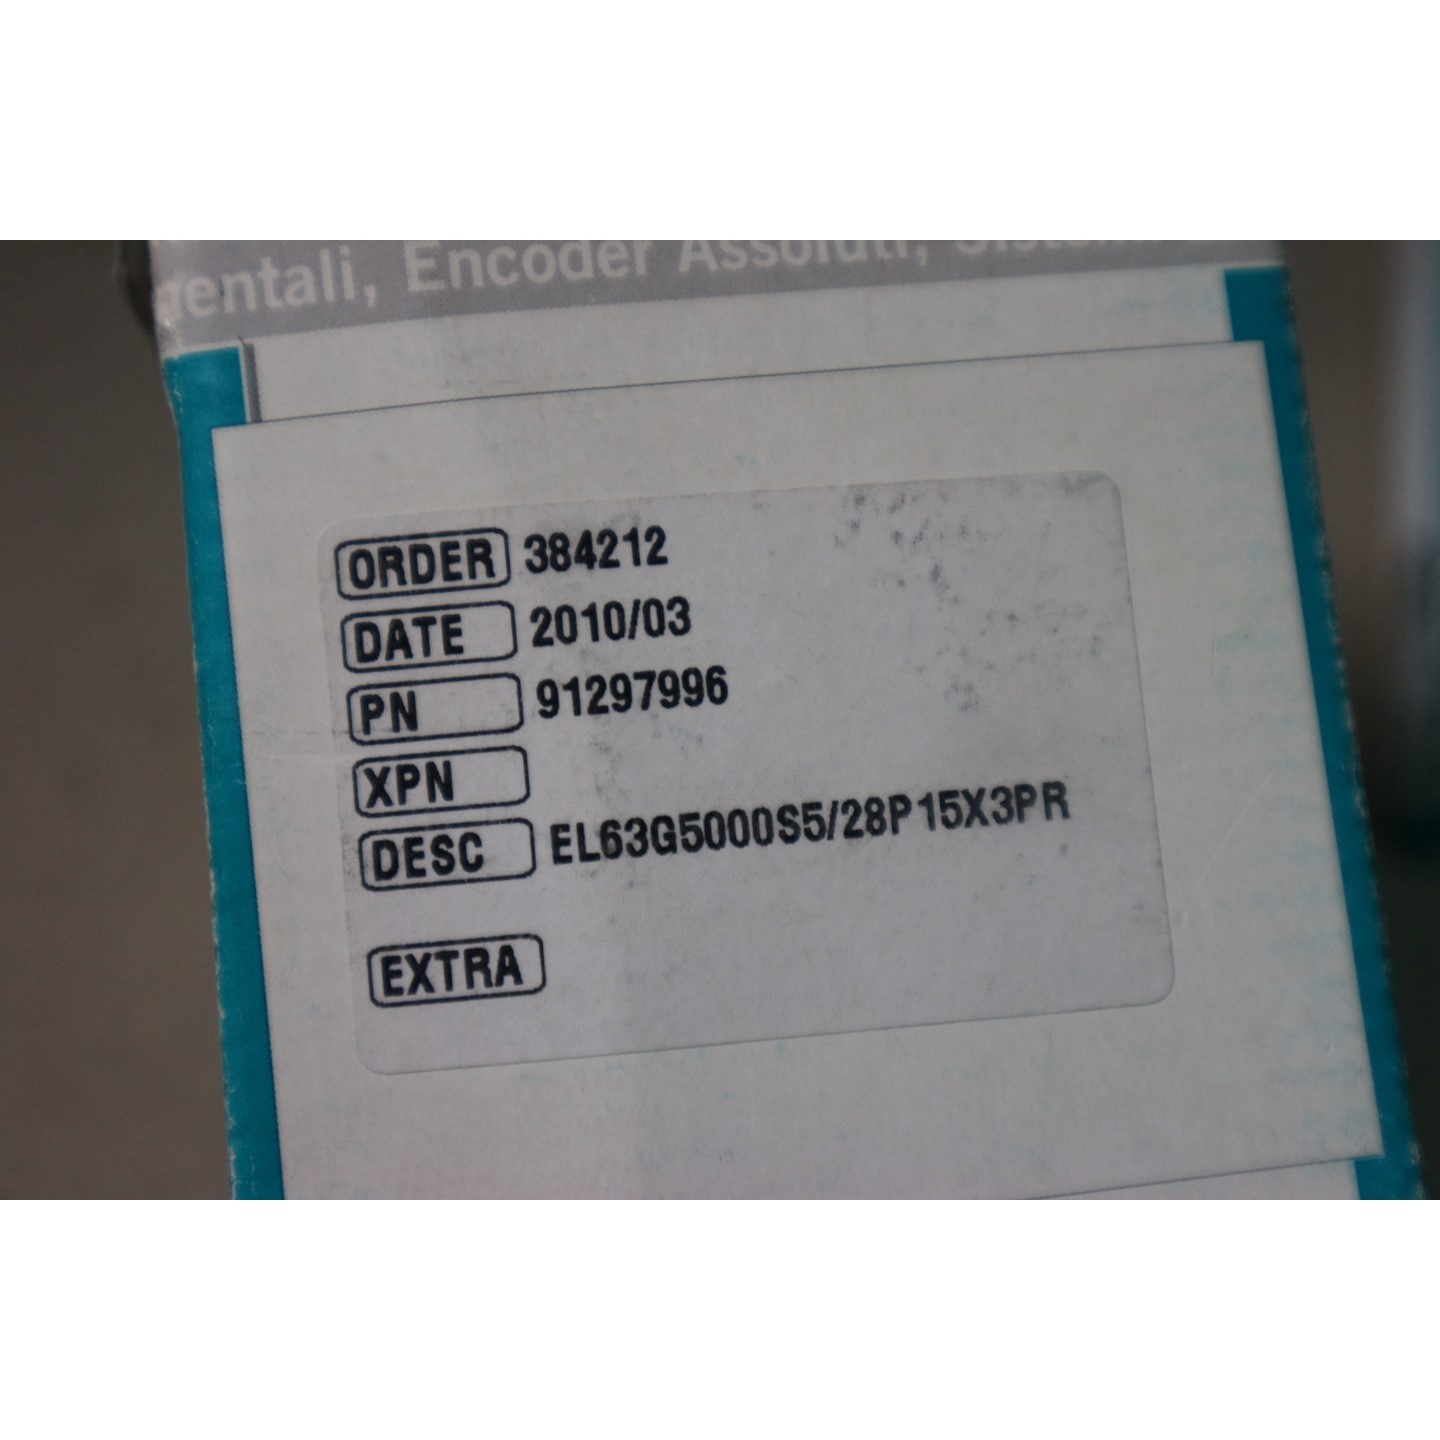 gentali, Encoder Assoluti,
ORDER 384212
DATE 2010/03
PN 91297996
XPN
DESC EL63G5000S5/28P15X3PR
EXTRA